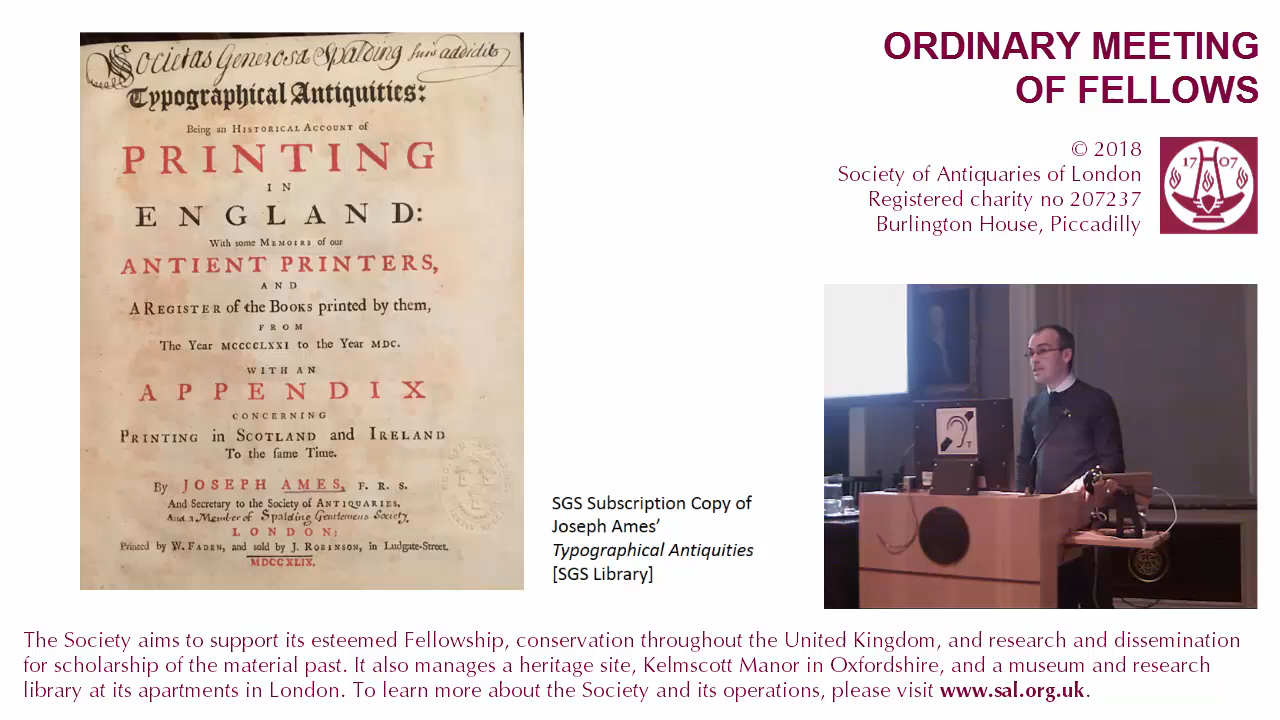 Societas Generosa Spalding suis addidit
Typographical Antiquities:
Being an HISTORICAL ACCOUNT of
PRINTING
IN
ENGLAND:
With some MEMOIRS of our
ANTIENT PRINTERS,
AND
A REGISTER of the BOOKS printed by them,
FROM
The Year MCCCCLXXI to the Year MDC.
WITH AN
APPENDIX
CONCERNING
PRINTING in SCOTLAND and IRELAND
To the same Time.
By JOSEPH AMES, F. R. S.
And Secretary to the Society of ANTIQUARIES.
And a Member of Spalding Gentlemens Society.
LONDON:
Printed by W. FADEN, and sold by J. ROBINSON, in Ludgate-Street.
MDCCXLIX.
SGS Subscription Copy of
Joseph Ames’
Typographical Antiquities
[SGS Library]
ORDINARY MEETING
OF FELLOWS
© 2018
Society of Antiquaries of London
Registered charity no 207237
Burlington House, Piccadilly
17 07
T
The Society aims to support its esteemed Fellowship, conservation throughout the United Kingdom, and research and dissemination
for scholarship of the material past. It also manages a heritage site, Kelmscott Manor in Oxfordshire, and a museum and research
library at its apartments in London. To learn more about the Society and its operations, please visit www.sal.org.uk.